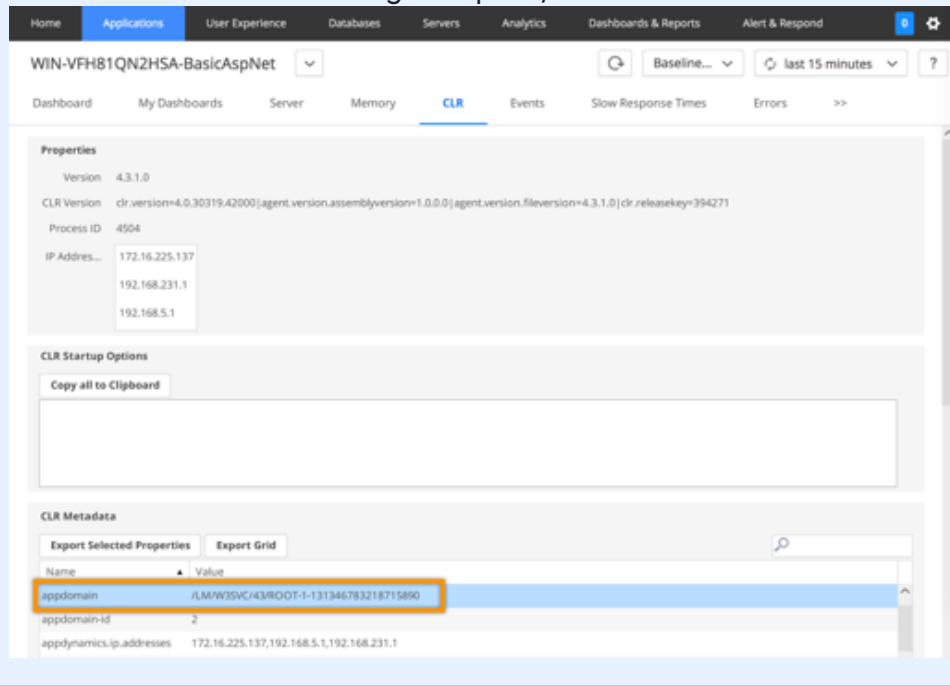 Home Applications User Experience Databases Servers Analytics Dashboards & Reports Alert & Respond 0
WIN-VFH81QN2HSA-BasicAspNet Baseline... last 15 minutes ?
Dashboard My Dashboards Server Memory CLR Events Slow Response Times Errors >>
Properties
Version 4.3.1.0
CLR Version clr.version=4.0.30319.42000|agent.version.assemblyversion=1.0.0.0|agent.version.fileversion=4.3.1.0|clr.releasekey=394271
Process ID 4504
IP Addres... 172.16.225.137
192.168.231.1
192.168.5.1
CLR Startup Options
Copy all to Clipboard
CLR Metadata
Export Selected Properties Export Grid
Name Value
appdomain /LM/W3SVC/43/ROOT-1-131346783218715890
appdomain-id 2
appdynamics.ip.addresses 172.16.225.137,192.168.5.1,192.168.231.1